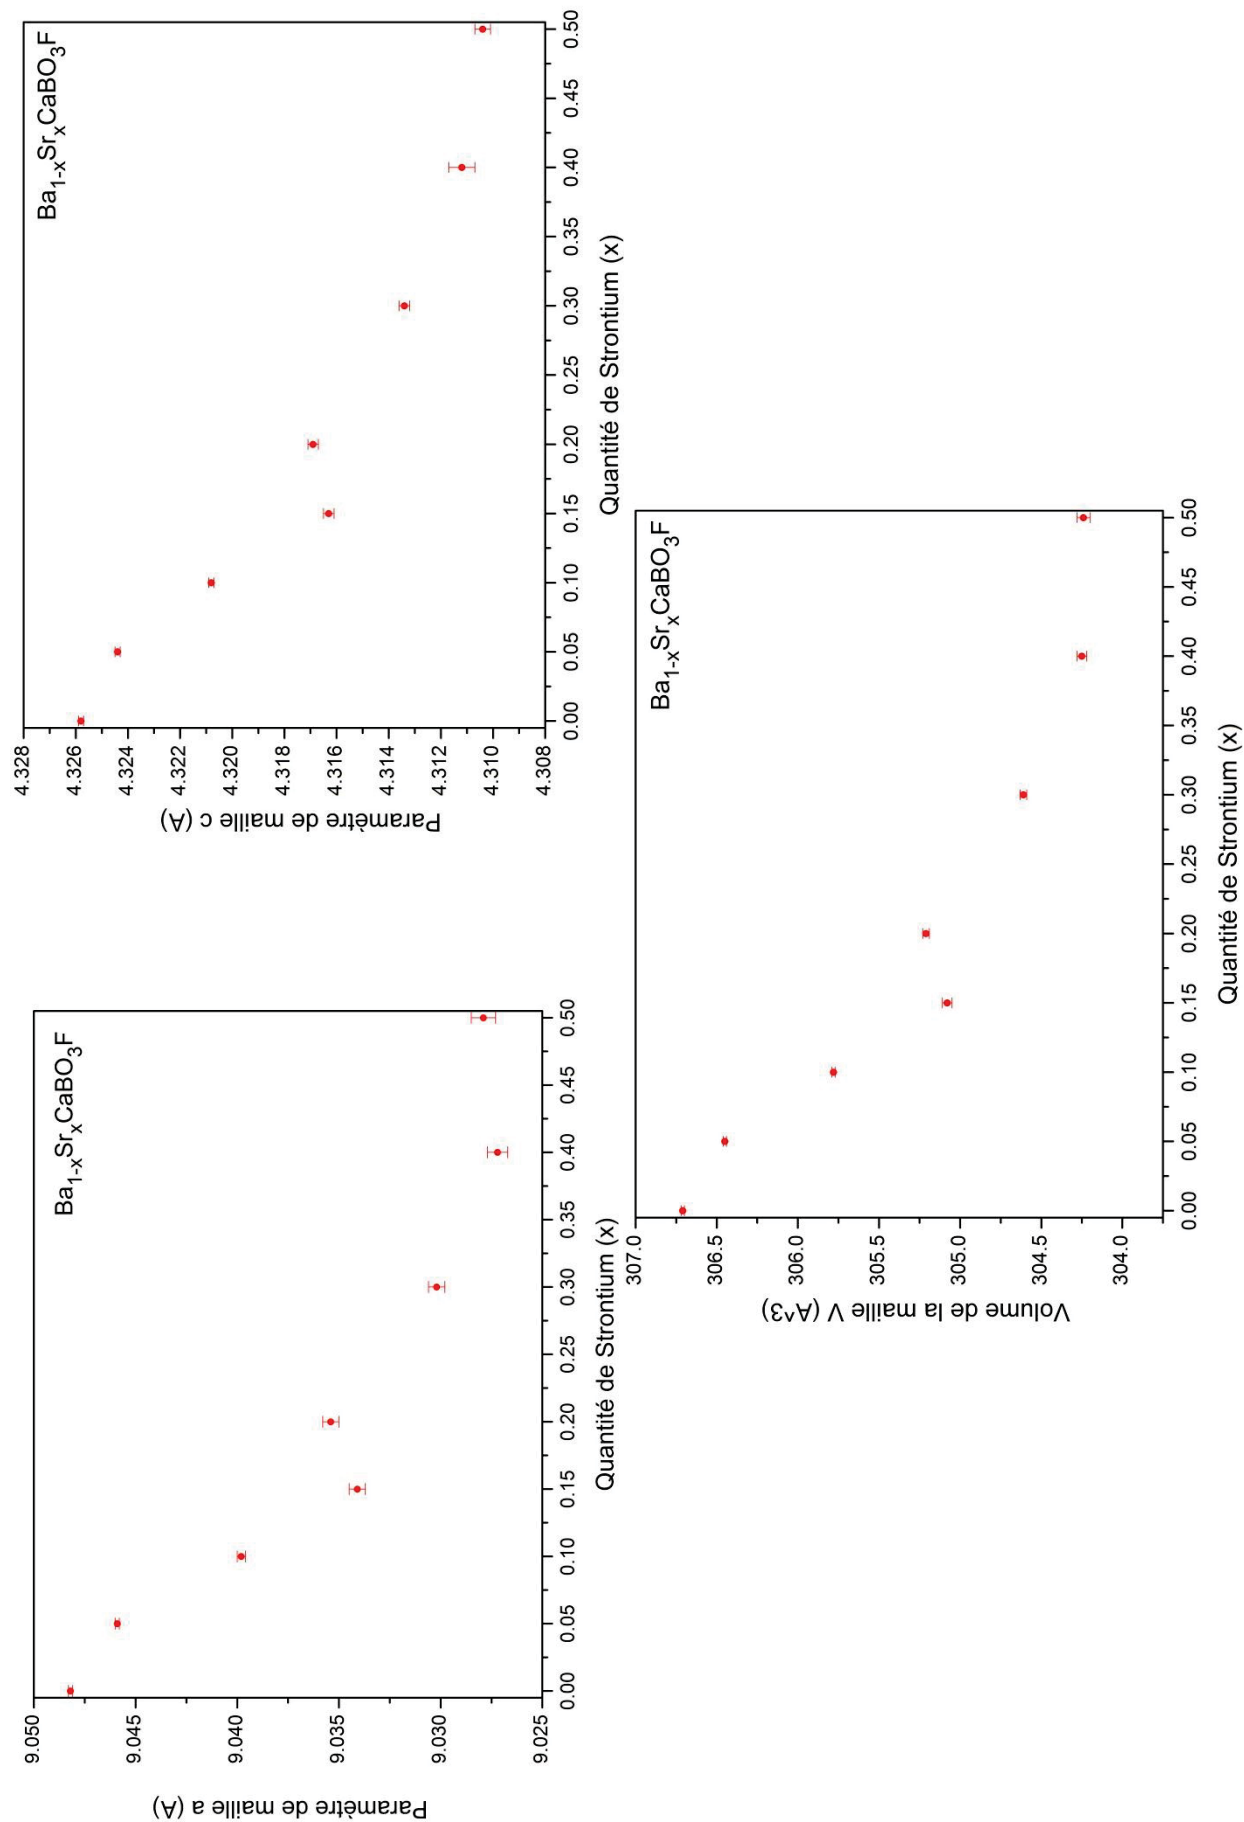 Paramètre de maille a (A)
9.050
9.045
9.040
9.035
9.030
9.025
Ba1-xSrxCaBO3F
0.00 0.05 0.10 0.15 0.20 0.25 0.30 0.35 0.40 0.45 0.50
Quantité de Strontium (x)
Paramètre de maille c (A)
4.328
4.326
4.324
4.322
4.320
4.318
4.316
4.314
4.312
4.310
4.308
Ba1-xSrxCaBO3F
0.00 0.05 0.10 0.15 0.20 0.25 0.30 0.35 0.40 0.45 0.50
Quantité de Strontium (x)
Volume de la maille V (A^3)
307.0
306.5
306.0
305.5
305.0
304.5
304.0
Ba1-xSrxCaBO3F
0.00 0.05 0.10 0.15 0.20 0.25 0.30 0.35 0.40 0.45 0.50
Quantité de Strontium (x)